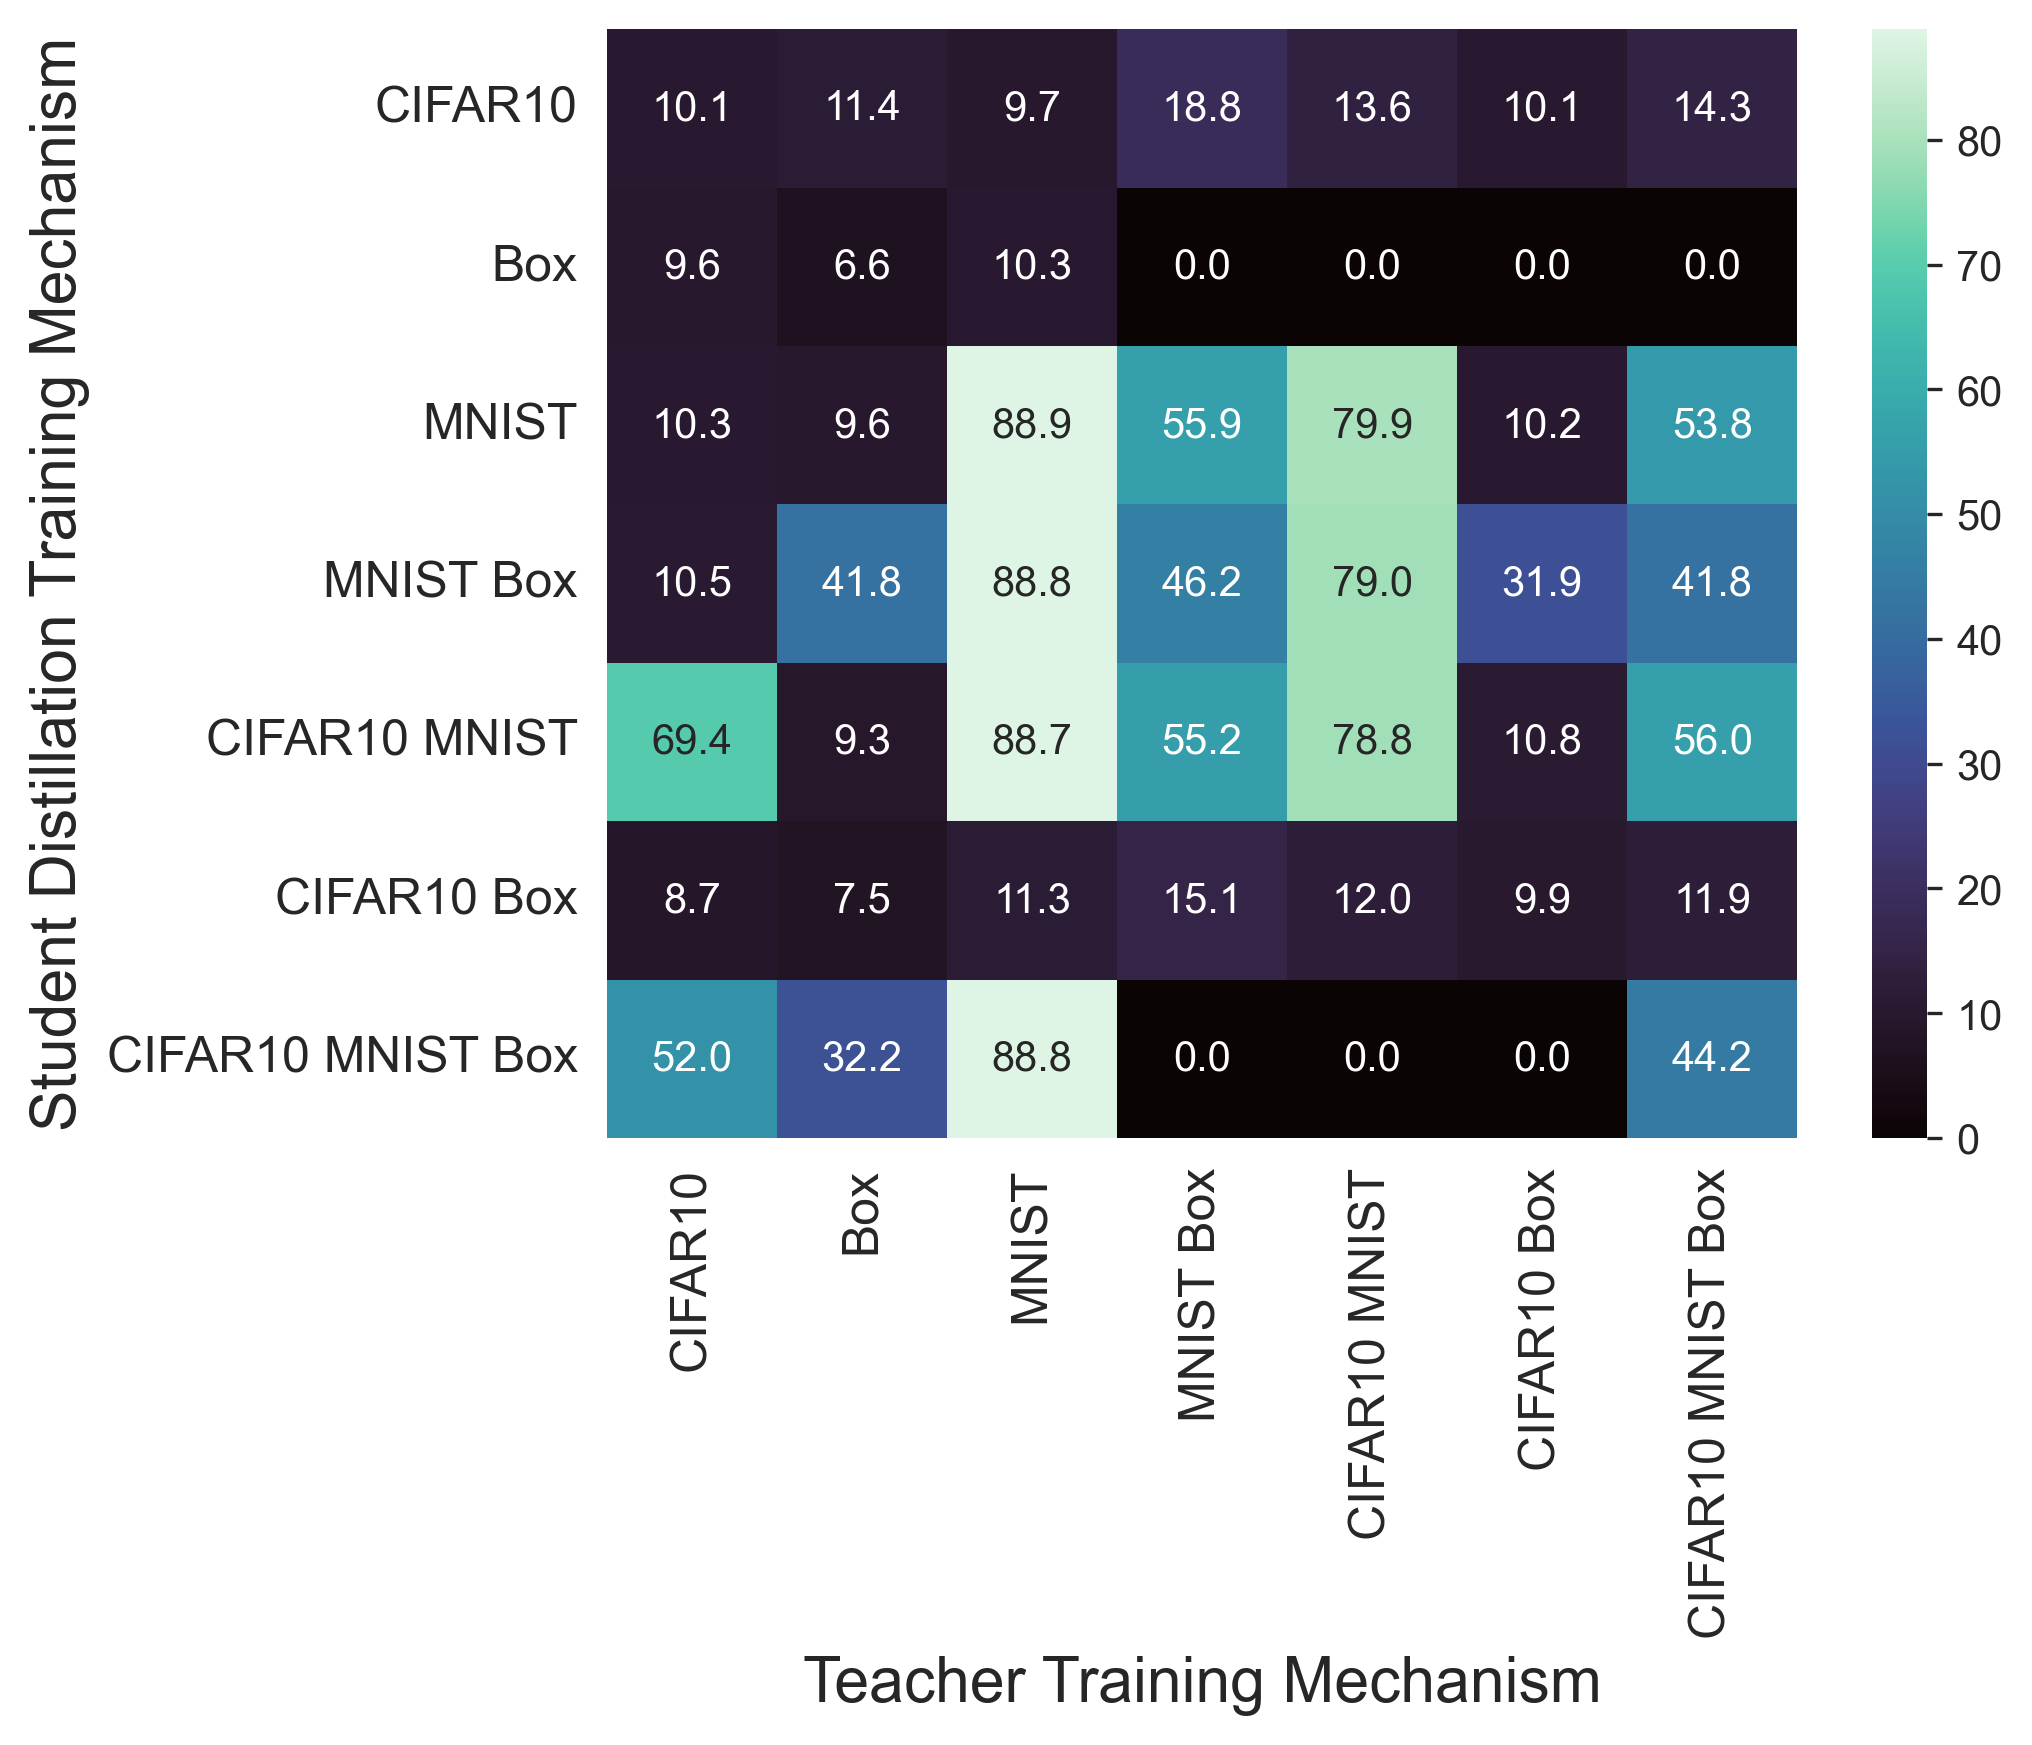 Student Distillation Training Mechanism
CIFAR10 10.1 11.4 9.7 18.8 13.6 10.1 14.3
Box 9.6 6.6 10.3 0.0 0.0 0.0 0.0
MNIST 10.3 9.6 88.9 55.9 79.9 10.2 53.8
MNIST Box 10.5 41.8 88.8 46.2 79.0 31.9 41.8
CIFAR10 MNIST 69.4 9.3 88.7 55.2 78.8 10.8 56.0
CIFAR10 Box 8.7 7.5 11.3 15.1 12.0 9.9 11.9
CIFAR10 MNIST Box 52.0 32.2 88.8 0.0 0.0 0.0 44.2
CIFAR10
Box
MNIST
MNIST Box
CIFAR10 MNIST
CIFAR10 Box
CIFAR10 MNIST Box
Teacher Training Mechanism
80
70
60
50
40
30
20
10
0